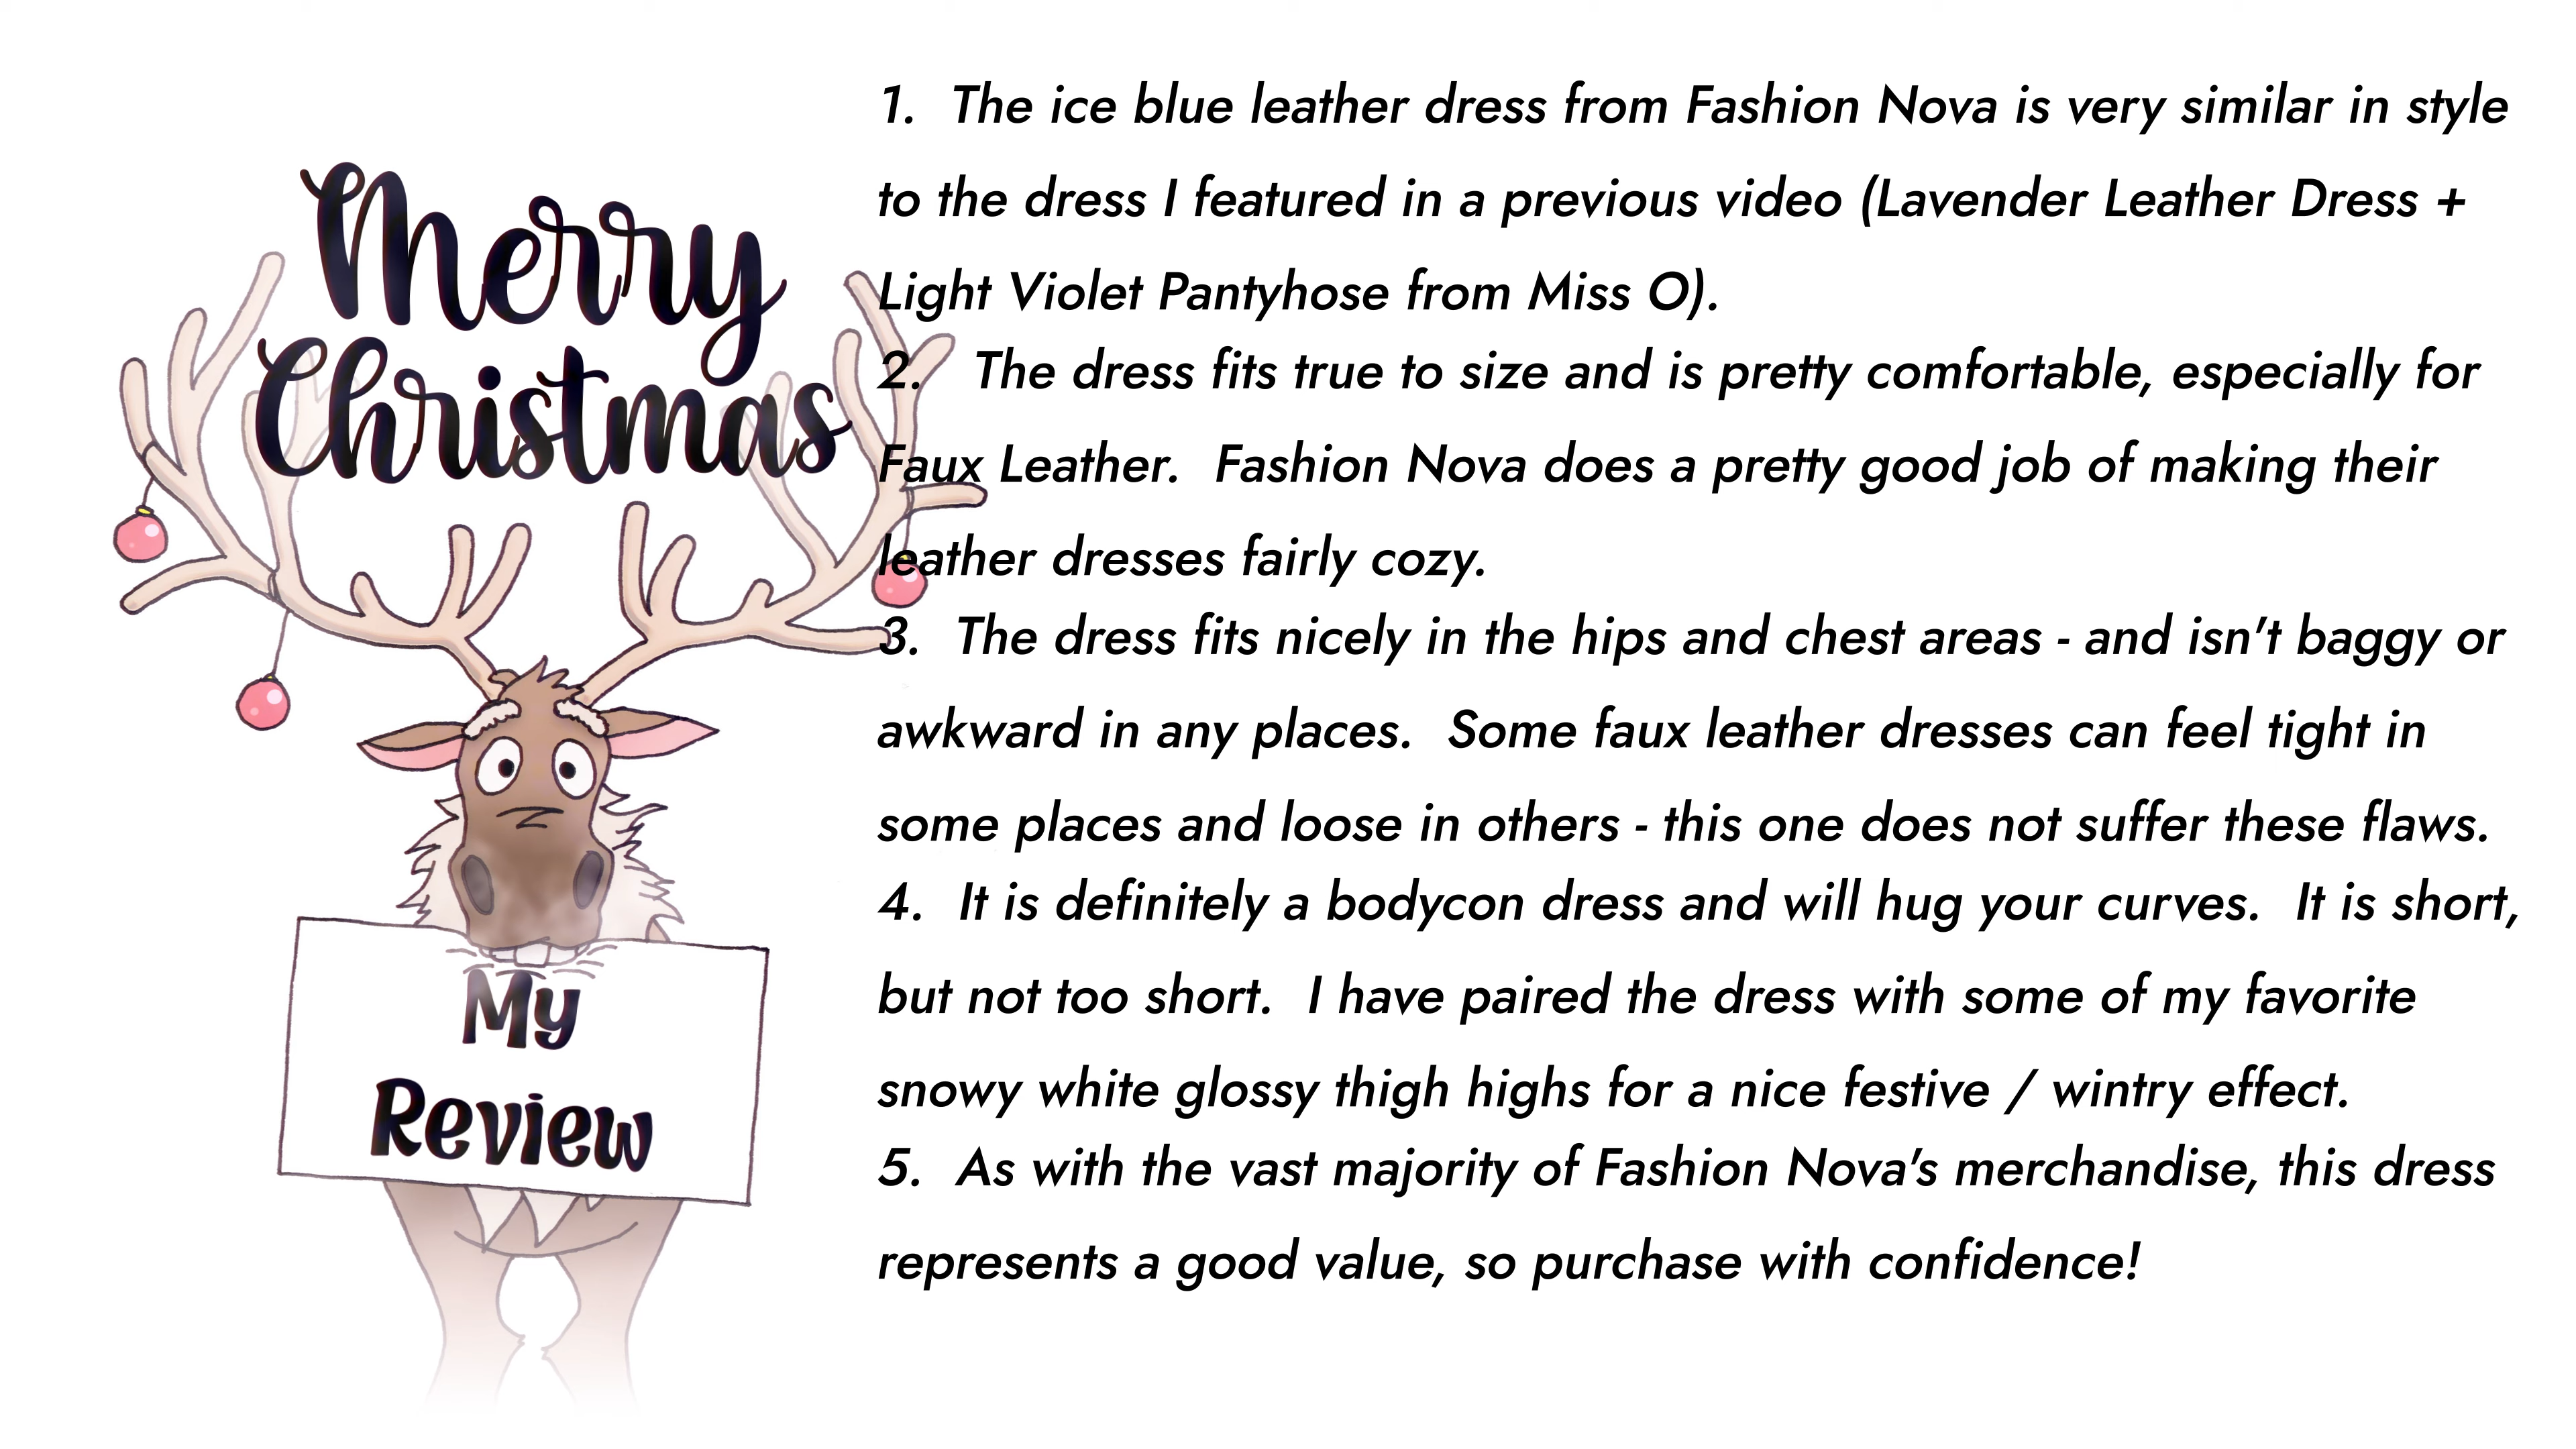 Merry
Christmas
My
Review
1.  The ice blue leather dress from Fashion Nova is very similar in style
to the dress I featured in a previous video (Lavender Leather Dress +
Light Violet Pantyhose from Miss O).
2.  The dress fits true to size and is pretty comfortable, especially for
Faux Leather.  Fashion Nova does a pretty good job of making their
leather dresses fairly cozy.
3.  The dress fits nicely in the hips and chest areas - and isn't baggy or
awkward in any places.  Some faux leather dresses can feel tight in
some places and loose in others - this one does not suffer these flaws.
4.  It is definitely a bodycon dress and will hug your curves.  It is short,
but not too short.  I have paired the dress with some of my favorite
snowy white glossy thigh highs for a nice festive / wintry effect.
5.  As with the vast majority of Fashion Nova's merchandise, this dress
represents a good value, so purchase with confidence!